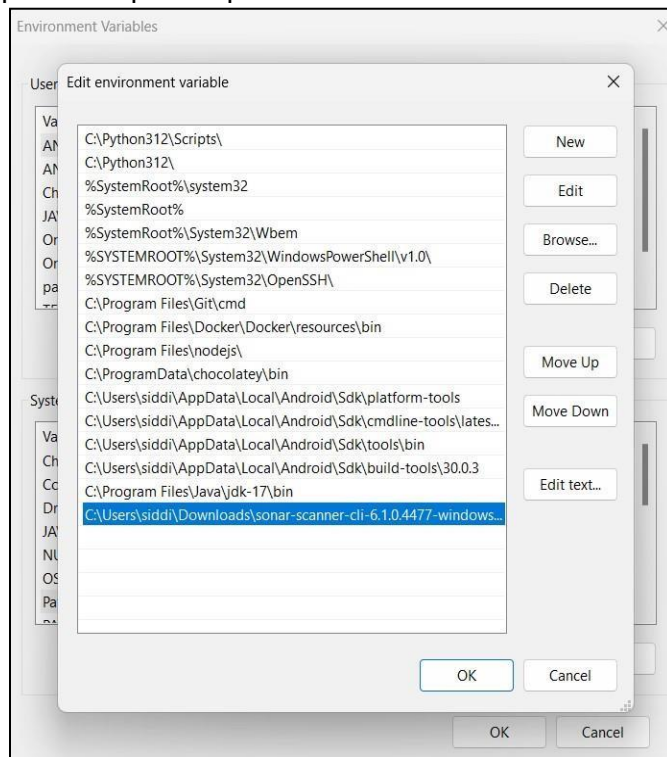 Environment Variables
Edit environment variable
User
Va
AN
AN
Ch
JA
Or
Or
pa
C:\Python312\Scripts\
C:\Python312\
%SystemRoot%\system32
%SystemRoot%
%SystemRoot%\System32\Wbem
%SYSTEMROOT%\System32\WindowsPowerShell\v1.0\
%SYSTEMROOT%\System32\OpenSSH\
C:\Program Files\Git\cmd
C:\Program Files\Docker\Docker\resources\bin
C:\Program Files\nodejs\
C:\ProgramData\chocolatey\bin
C:\Users\siddi\AppData\Local\Android\Sdk\platform-tools
C:\Users\siddi\AppData\Local\Android\Sdk\cmdline-tools\lates...
C:\Users\siddi\AppData\Local\Android\Sdk\tools\bin
C:\Users\siddi\AppData\Local\Android\Sdk\build-tools\30.0.3
C:\Program Files\Java\jdk-17\bin
C:\Users\siddi\Downloads\sonar-scanner-cli-6.1.0.4477-windows...
New
Edit
Browse...
Delete
Move Up
Move Down
Edit text...
Syste
Va
Ch
Co
Dr
JA
NU
OS
Pa
OK
Cancel
OK
Cancel